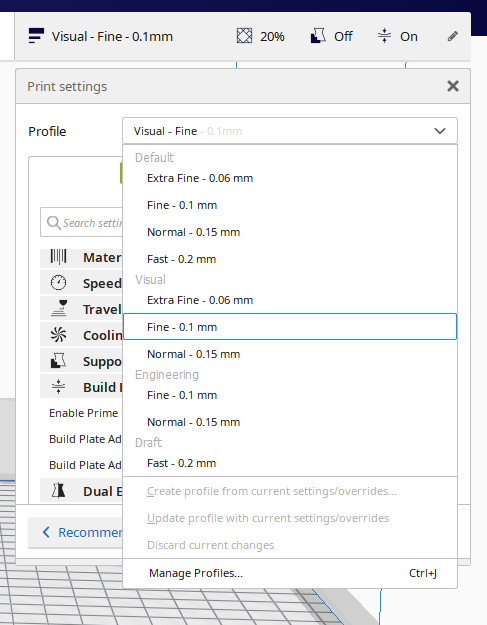 Visual - Fine - 0.1mm 20% Off On
Print settings
Profile Visual - Fine - 0.1mm
Default
Extra Fine - 0.06 mm
Fine - 0.1 mm
Normal - 0.15 mm
Fast - 0.2 mm
Visual
Extra Fine - 0.06 mm
Fine - 0.1 mm
Normal - 0.15 mm
Engineering
Fine - 0.1 mm
Normal - 0.15 mm
Draft
Fast - 0.2 mm
Create profile from current settings/overrides...
Update profile with current settings/overrides
Discard current changes
Manage Profiles... Ctrl+J
Search settin
Mater
Speed
Travel
Coolin
Suppo
Build
Enable Prime
Build Plate Ad
Build Plate Ad
Dual E
Recommen